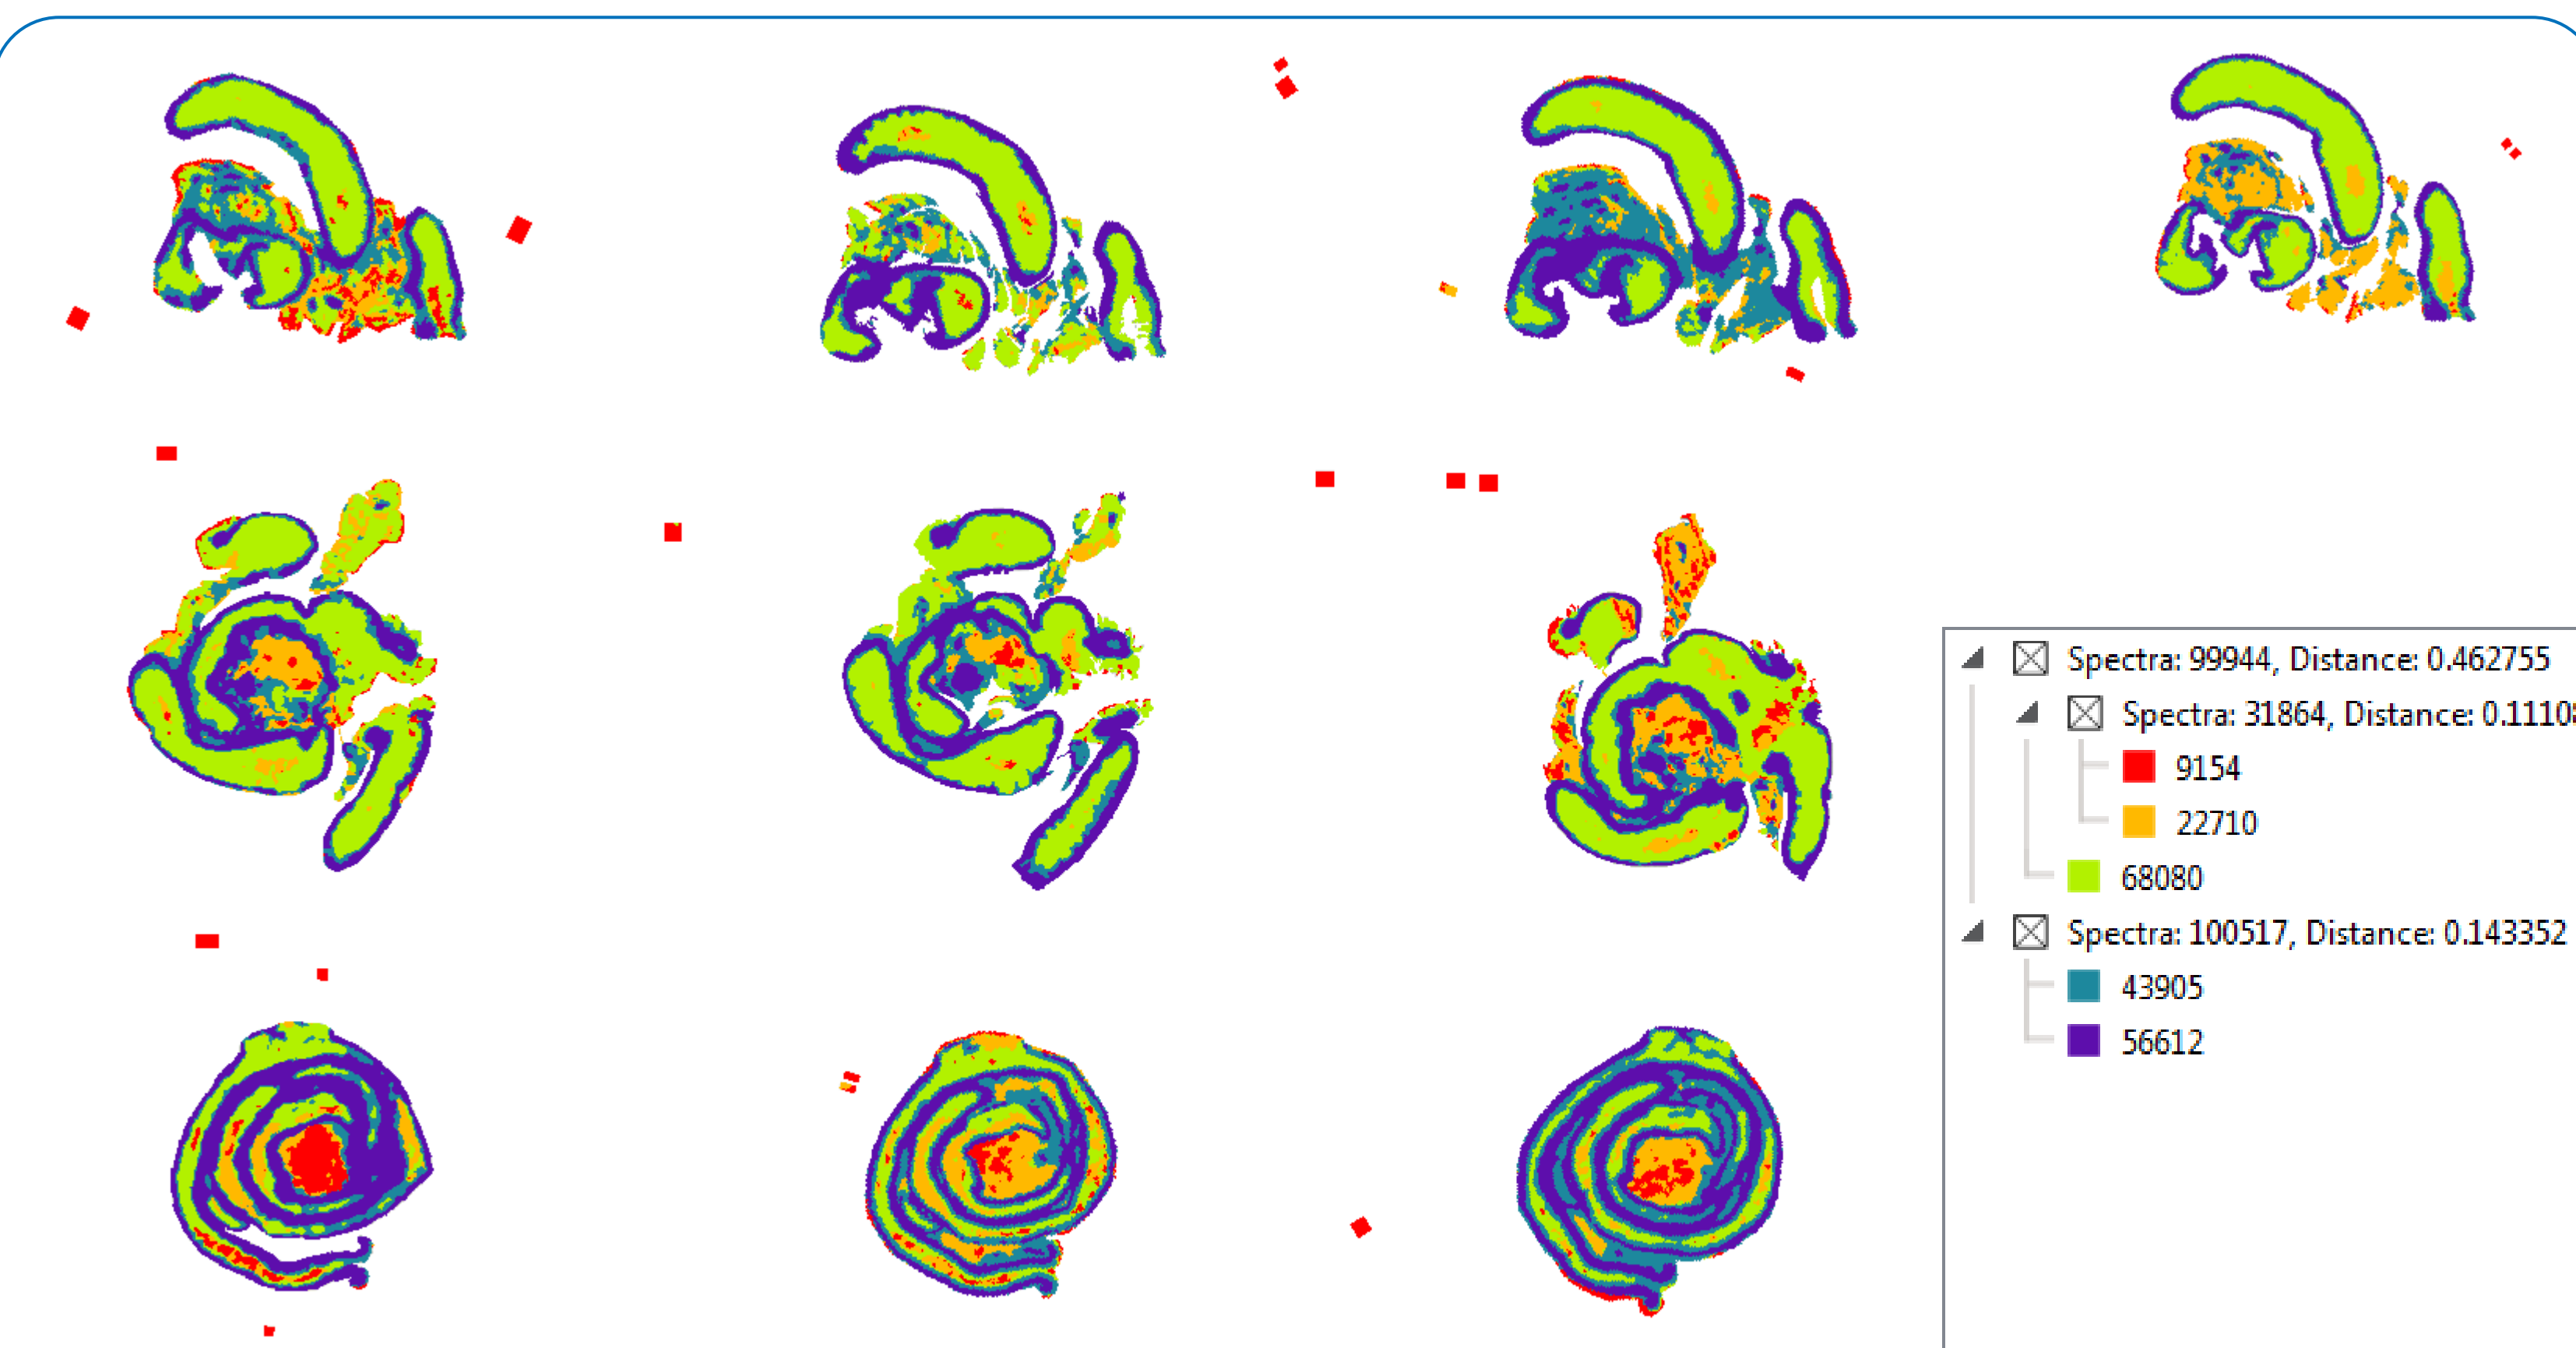 Spectra: 99944, Distance: 0.462755
Spectra: 31864, Distance: 0.1110
9154
22710
68080
Spectra: 100517, Distance: 0.143352
43905
56612